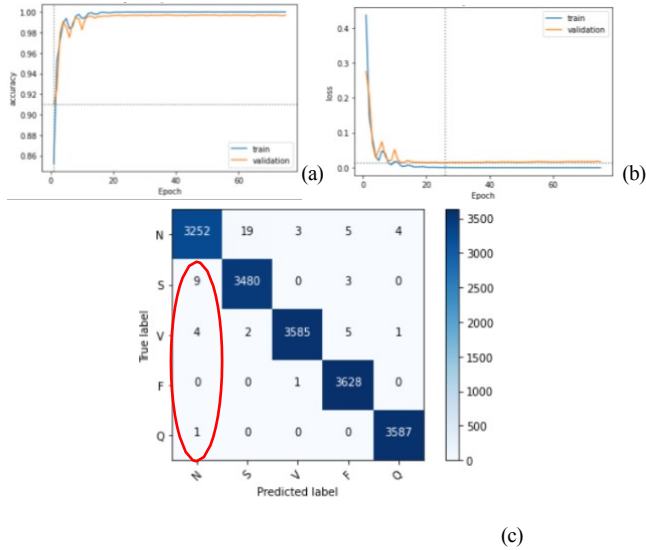 1.00
0.98
0.96
0.94
0.92
0.90
0.88
0.86
accuracy
0
20
40
60
Epoch
train
validation
(a)
0.4
0.3
0.2
0.1
0.0
loss
0
20
40
60
Epoch
train
validation
(b)
N 3252 19 3 5 4
S 9 3480 0 3 0
V 4 2 3585 5 1
F 0 0 1 3628 0
Q 1 0 0 0 3587
True label
N S V F Q
Predicted label
3500
3000
2500
2000
1500
1000
500
0
(c)